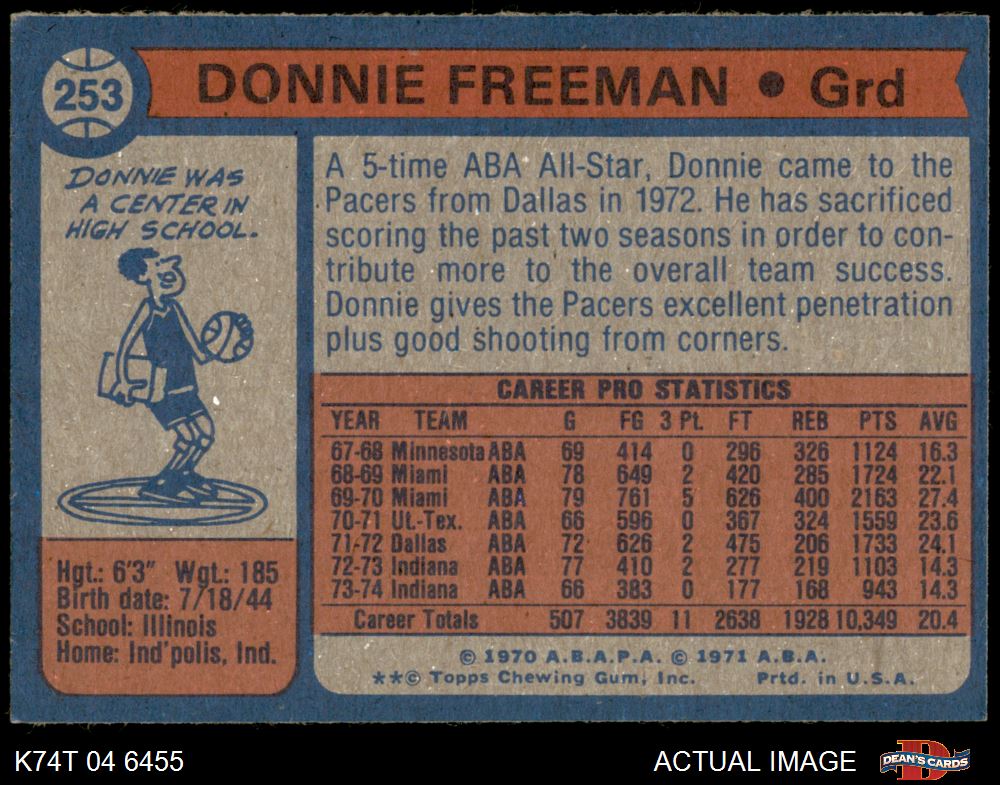 253
DONNIE FREEMAN • Grd
DONNIE WAS
A CENTER IN
HIGH SCHOOL.
A 5-time ABA All-Star, Donnie came to the
Pacers from Dallas in 1972. He has sacrificed
scoring the past two seasons in order to con-
tribute more to the overall team success.
Donnie gives the Pacers excellent penetration
plus good shooting from corners.
Hgt.: 6'3" Wgt.: 185
Birth date: 7/18/44
School: Illinois
Home: Ind'polis, Ind.
CAREER PRO STATISTICS
YEAR TEAM G FG 3 Pt. FT REB PTS AVG
67-68 Minnesota ABA 69 414 0 296 326 1124 16.3
68-69 Miami ABA 78 649 2 420 285 1724 22.1
69-70 Miami ABA 79 761 5 626 400 2163 27.4
70-71 Ut.-Tex. ABA 66 596 0 367 324 1559 23.6
71-72 Dallas ABA 72 626 2 475 206 1733 24.1
72-73 Indiana ABA 77 410 2 277 219 1103 14.3
73-74 Indiana ABA 66 383 0 177 168 943 14.3
Career Totals 507 3839 11 2638 1928 10,349 20.4
© 1970 A.B.A.P.A. © 1971 A.B.A.
**© Topps Chewing Gum, Inc. Prtd. in U.S.A.
K74T 04 6455 ACTUAL IMAGE
D
DEAN'S CARDS